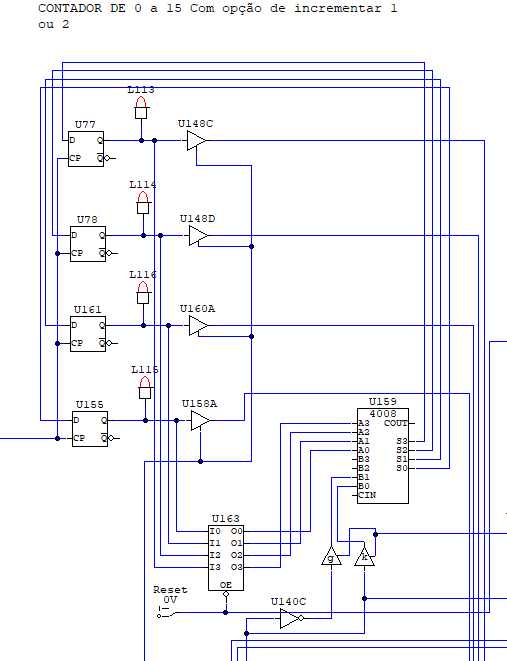 CONTADOR DE 0 a 15 Com opção de incrementar 1
ou 2
L113
U77
U148C
D Q
CP Q
L114
U78
U148D
D Q
CP Q
L116
U161
U160A
D Q
CP Q
L115
U155
U158A
D Q
CP Q
U159
4008
A3 COUT
A2
A1 S3
A0 S2
B3 S1
B2 S0
B1
B0
CIN
U163
I0 O0
I1 O1
I2 O2
I3 O3
OE
g
k
Reset
0V
U140C